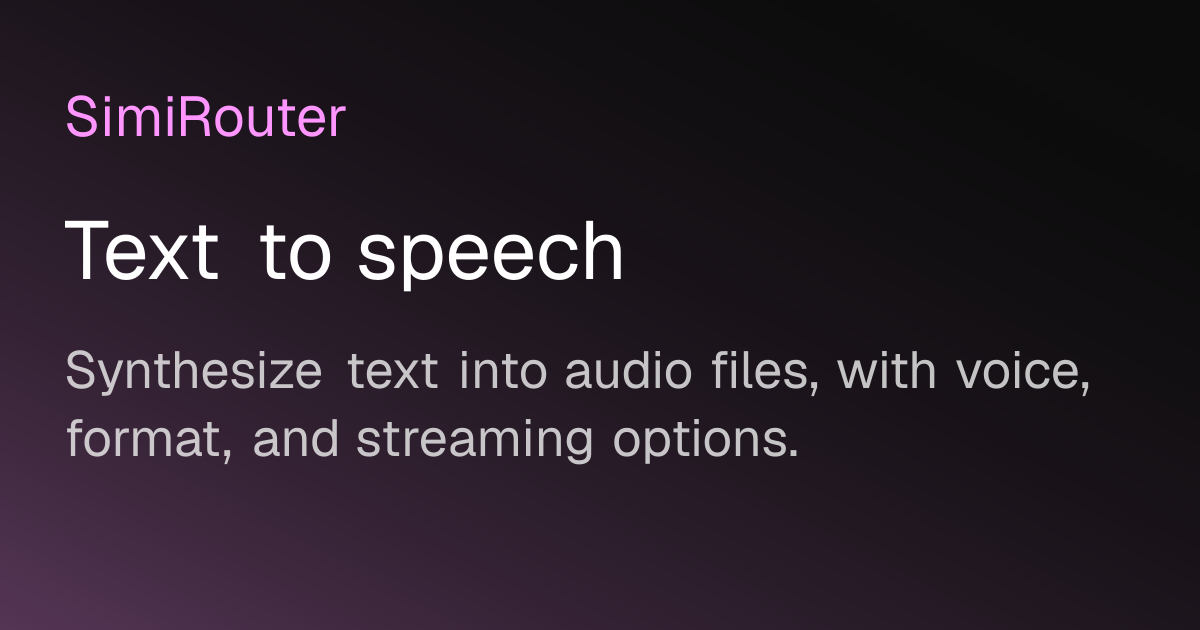 SimiRouter
Text to speech
Synthesize text into audio files, with voice,
format, and streaming options.